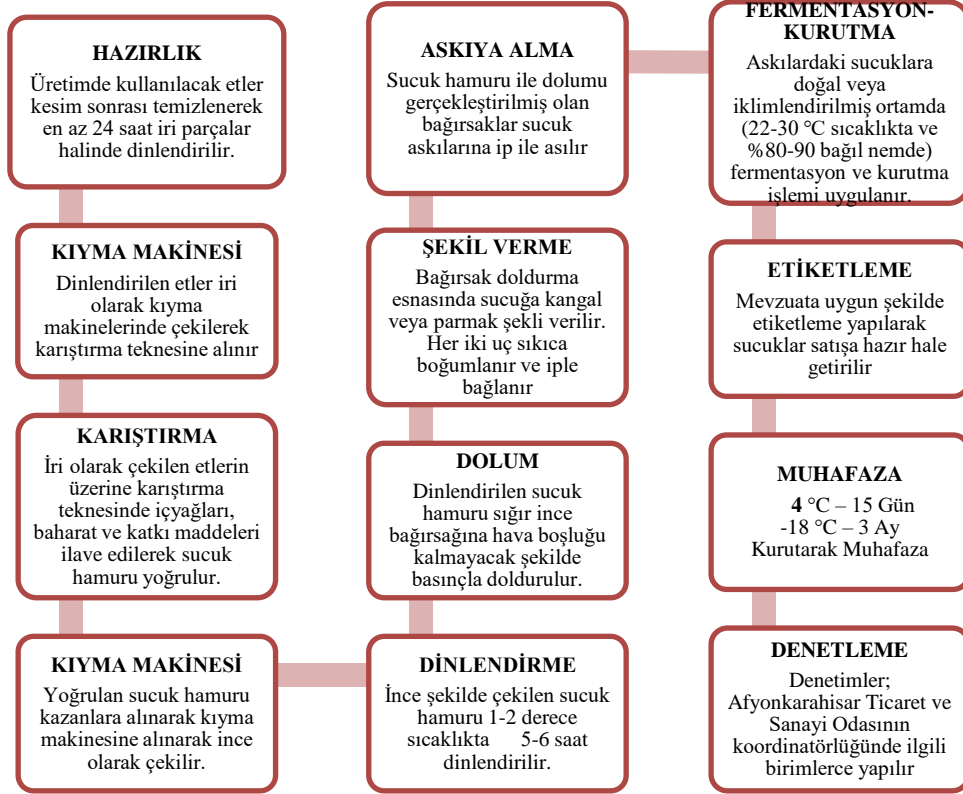 HAZIRLIK
Üretimde kullanılacak etler
kesim sonrası temizlenerek
en az 24 saat iri parçalar
halinde dinlendirilir.
KIYMA MAKİNESİ
Dinlendirilen etler iri
olarak kıyma
makinelerinde çekilerek
karıştırma teknesine alınır
KARIŞTIRMA
İri olarak çekilen etlerin
üzerine karıştırma
teknesinde içyağları,
baharat ve katkı maddeleri
ilave edilerek sucuk
hamuru yoğrulur.
KIYMA MAKİNESİ
Yoğrulan sucuk hamuru
kazanlara alınarak kıyma
makinesine alınarak ince
olarak çekilir.
DİNLENDİRME
İnce şekilde çekilen sucuk
hamuru 1-2 derece
sıcaklıkta 5-6 saat
dinlendirilir.
DOLUM
Dinlendirilen sucuk
hamuru sığır ince
bağırsağına hava boşluğu
kalmayacak şekilde
basınçla doldurulur.
ŞEKİL VERME
Bağırsak doldurma
esnasında sucuğa kangal
veya parmak şekli verilir.
Her iki uç sıkıca
boğumlanır ve iple
bağlanır
ASKIYA ALMA
Sucuk hamuru ile dolumu
gerçekleştirilmiş olan
bağırsaklar sucuk
askılarına ip ile asılır
FERMENTASYON-
KURUTMA
Askılardaki sucuklara
doğal veya
iklimlendirilmiş ortamda
(22-30 °C sıcaklıkta ve
%80-90 bağıl nemde)
fermentasyon ve kurutma
işlemi uygulanır.
ETİKETLEME
Mevzuata uygun şekilde
etiketleme yapılarak
sucuklar satışa hazır hale
getirilir
MUHAFAZA
4 °C – 15 Gün
-18 °C – 3 Ay
Kurutarak Muhafaza
DENETLEME
Denetimler;
Afyonkarahisar Ticaret ve
Sanayi Odasının
koordinatörlüğünde ilgili
birimlerce yapılır